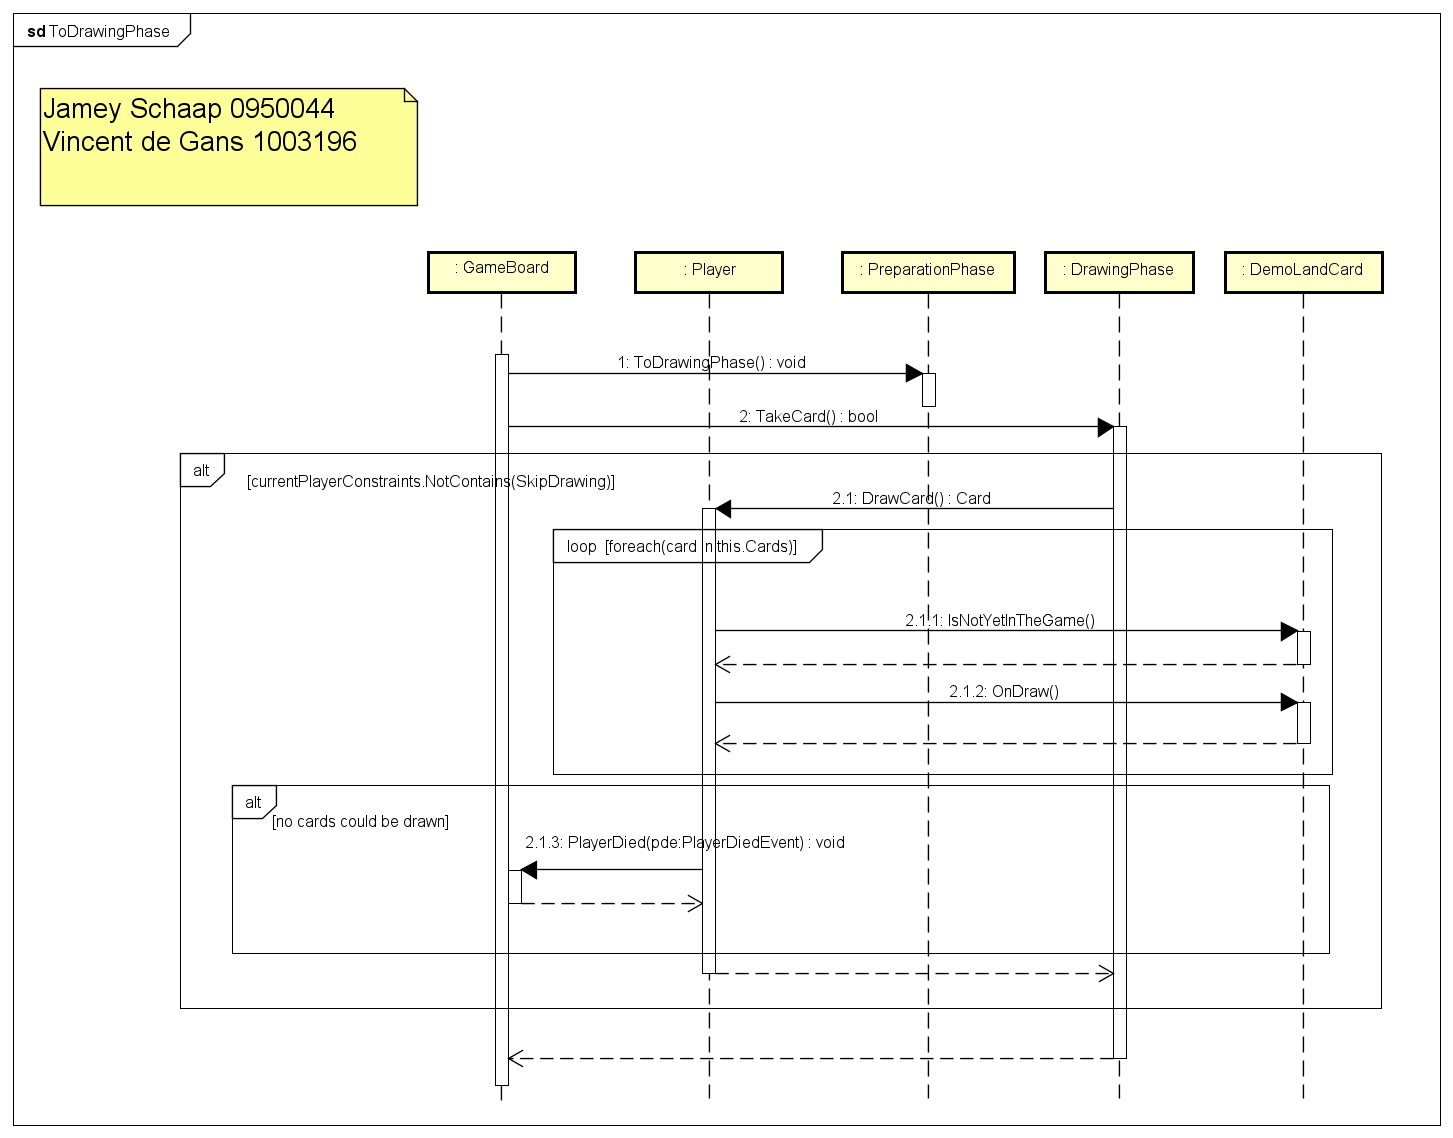 sd ToDrawingPhase
Jamey Schaap 0950044
Vincent de Gans 1003196
: GameBoard
: Player
: PreparationPhase
: DrawingPhase
: DemoLandCard
1: ToDrawingPhase() : void
2: TakeCard() : bool
alt
[currentPlayerConstraints.NotContains(SkipDrawing)]
2.1: DrawCard() : Card
loop [foreach(card in this.Cards)]
2.1.1: IsNotYetInTheGame()
2.1.2: OnDraw()
alt
[no cards could be drawn]
2.1.3: PlayerDied(pde:PlayerDiedEvent) : void